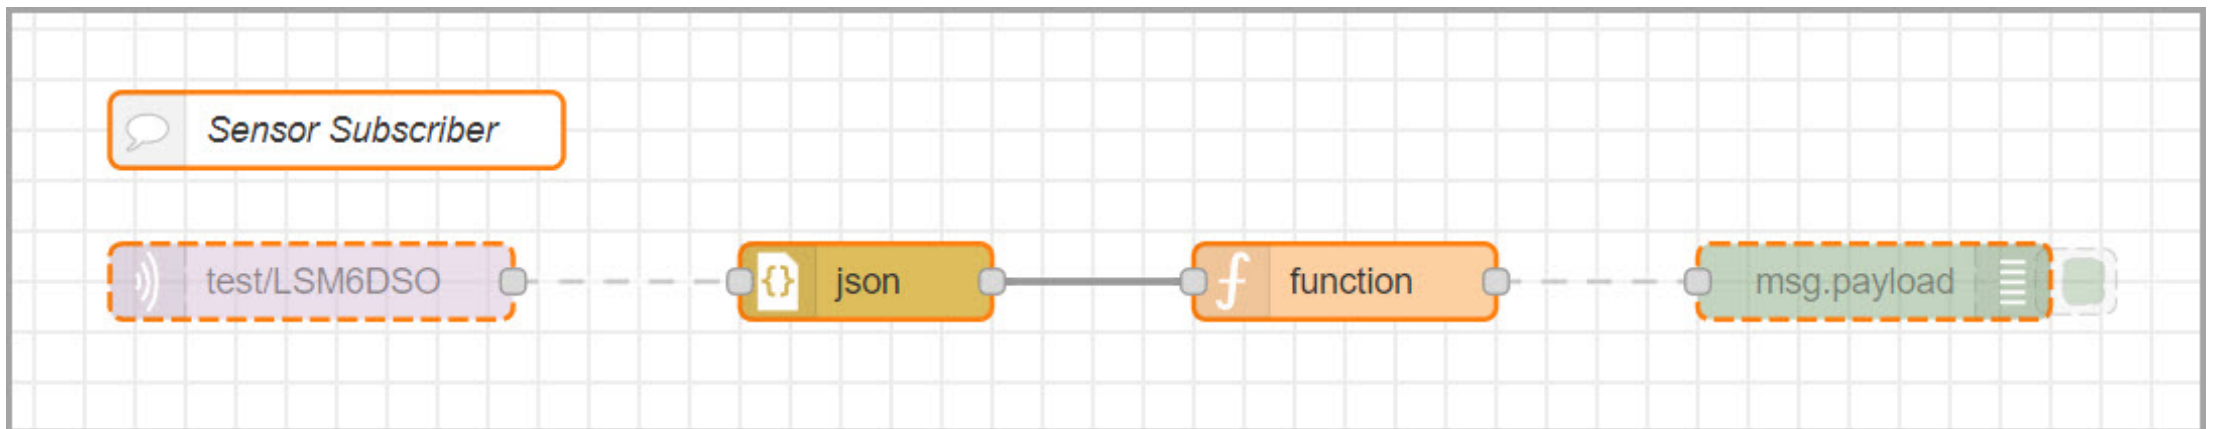 Sensor Subscriber
test/LSM6DSO
json
function
msg.payload